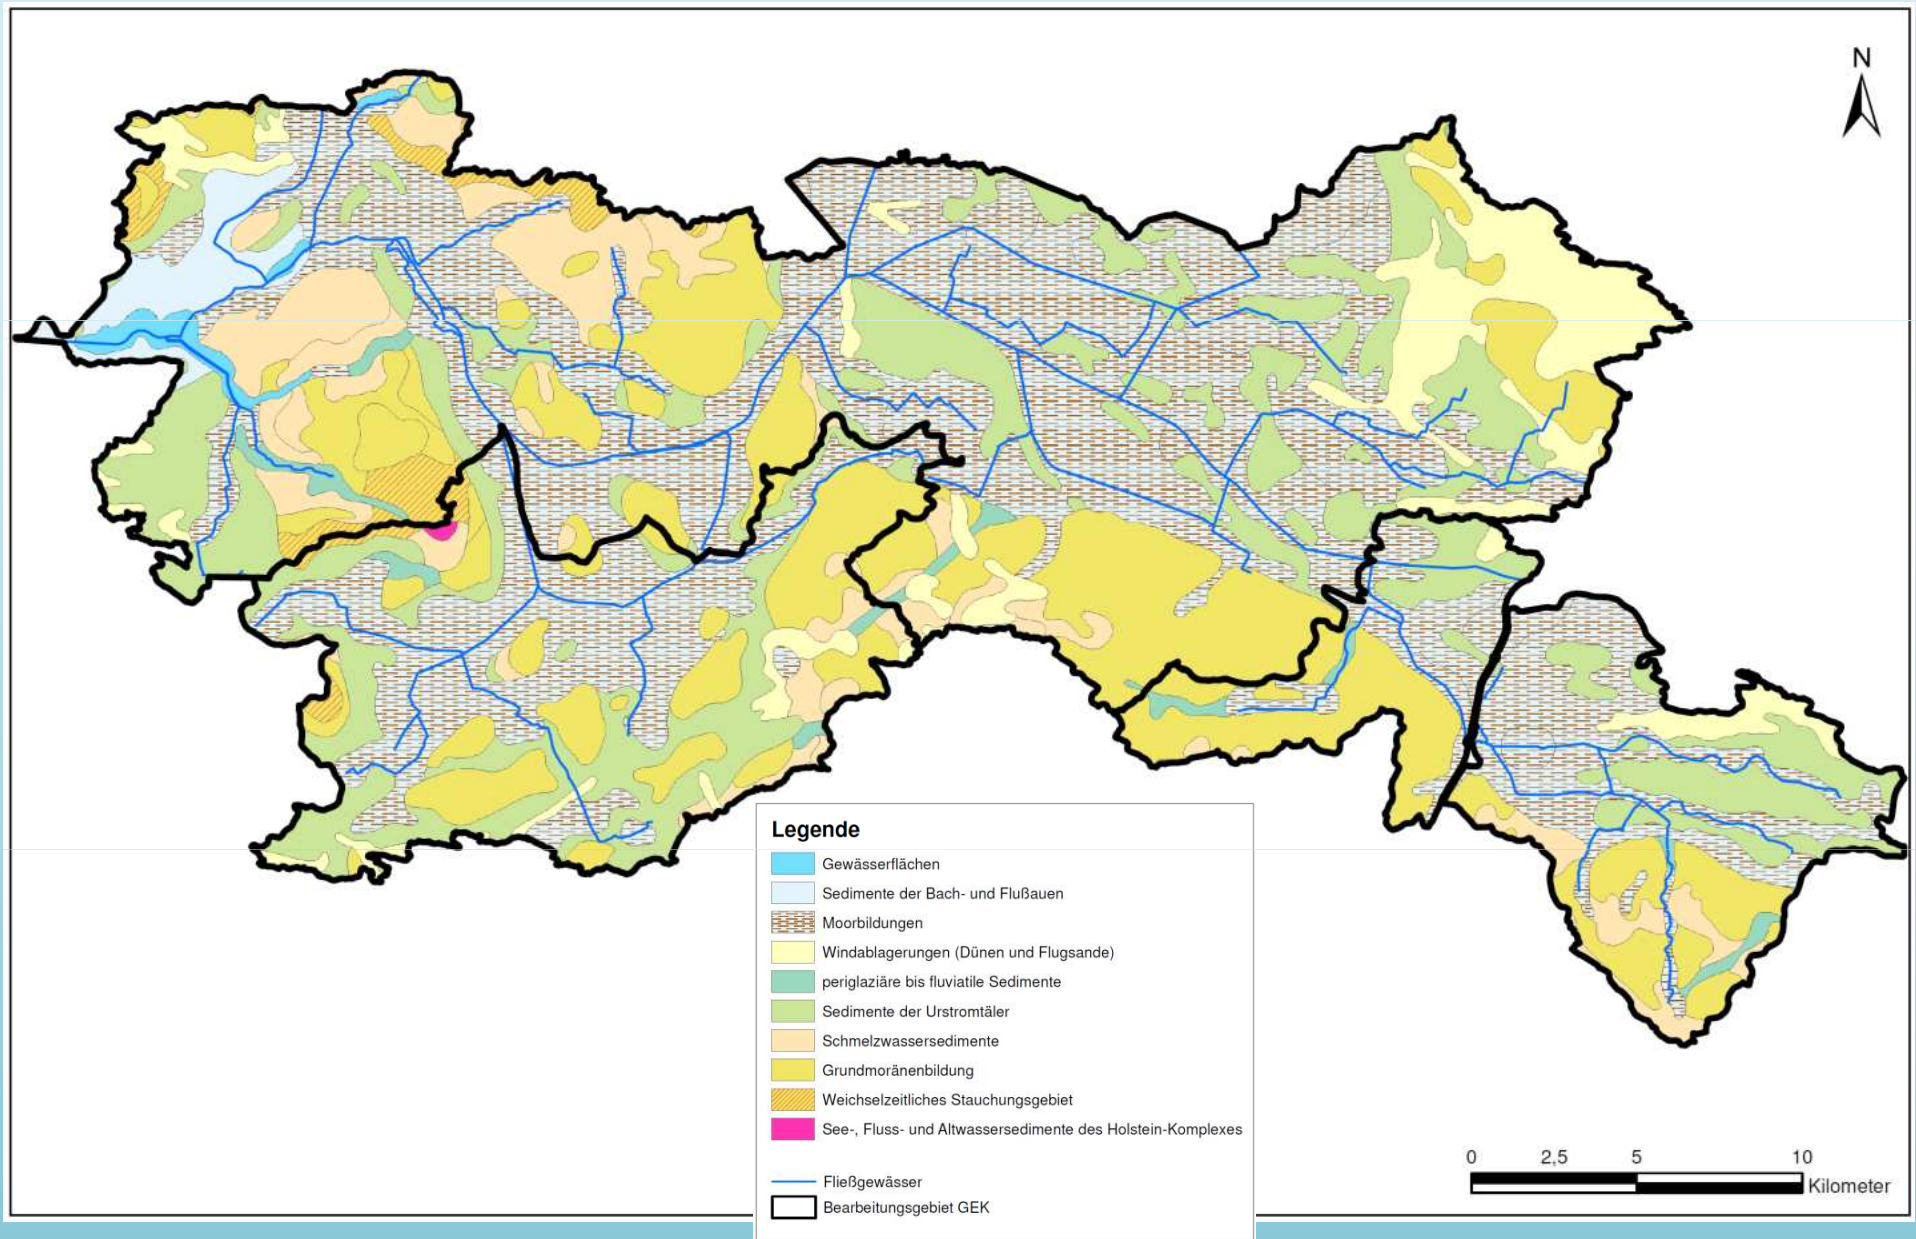 N
Legende
Gewässerflächen
Sedimente der Bach- und Flußauen
Moorbildungen
Windablagerungen (Dünen und Flugsande)
periglaziäre bis fluviatile Sedimente
Sedimente der Urstromtäler
Schmelzwassersedimente
Grundmoränenbildung
Weichselzeitliches Stauchungsgebiet
See-, Fluss- und Altwassersedimente des Holstein-Komplexes
Fließgewässer
Bearbeitungsgebiet GEK
0 2,5 5 10
Kilometer